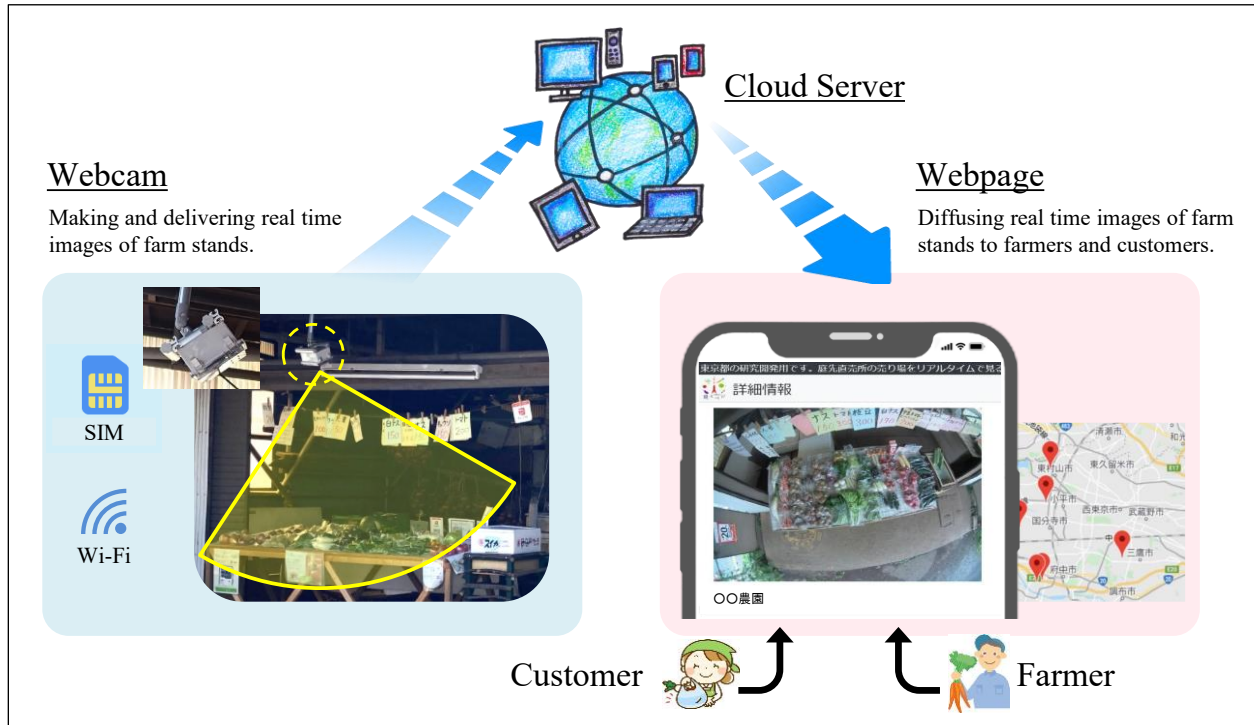 Cloud Server
Webcam
Making and delivering real time
images of farm stands.
SIM
Wi-Fi
Webpage
Diffusing real time images of farm
stands to farmers and customers.
東京都の研究開発用です。庭先直売所の売り場をリアルタイムで見
詳細情報
〇〇農園
清瀬市
東村山市
東久留米市
小平市
西東京市
武蔵野市
国分寺市
三鷹市
府中市
調布市
Customer
Farmer